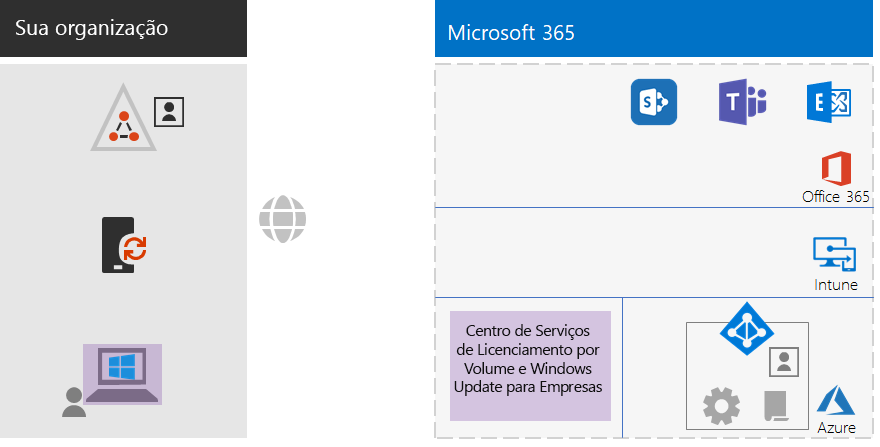 Sua organização
Microsoft 365
S
T
E
Office 365
Intune
Centro de Serviços
de Licenciamento por
Volume e Windows
Update para Empresas
Azure